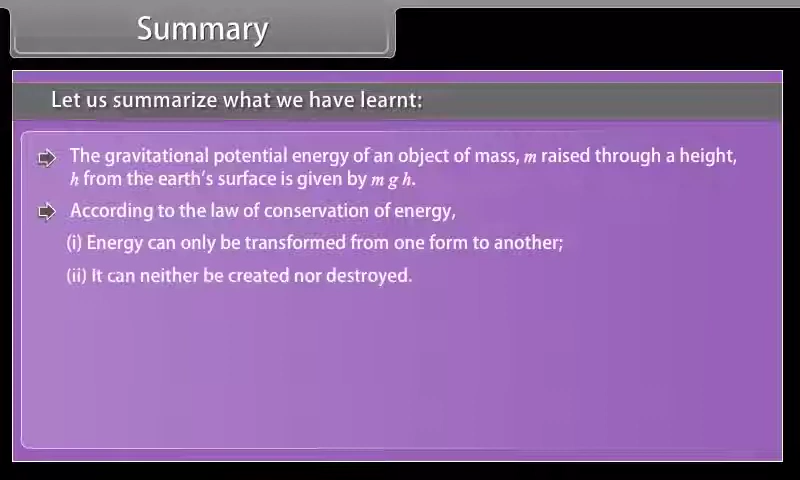 Summary
Let us summarize what we have learnt:
The gravitational potential energy of an object of mass, m raised through a height,
h from the earth's surface is given by m g h.
According to the law of conservation of energy,
(i) Energy can only be transformed from one form to another;
(ii) It can neither be created nor destroyed.